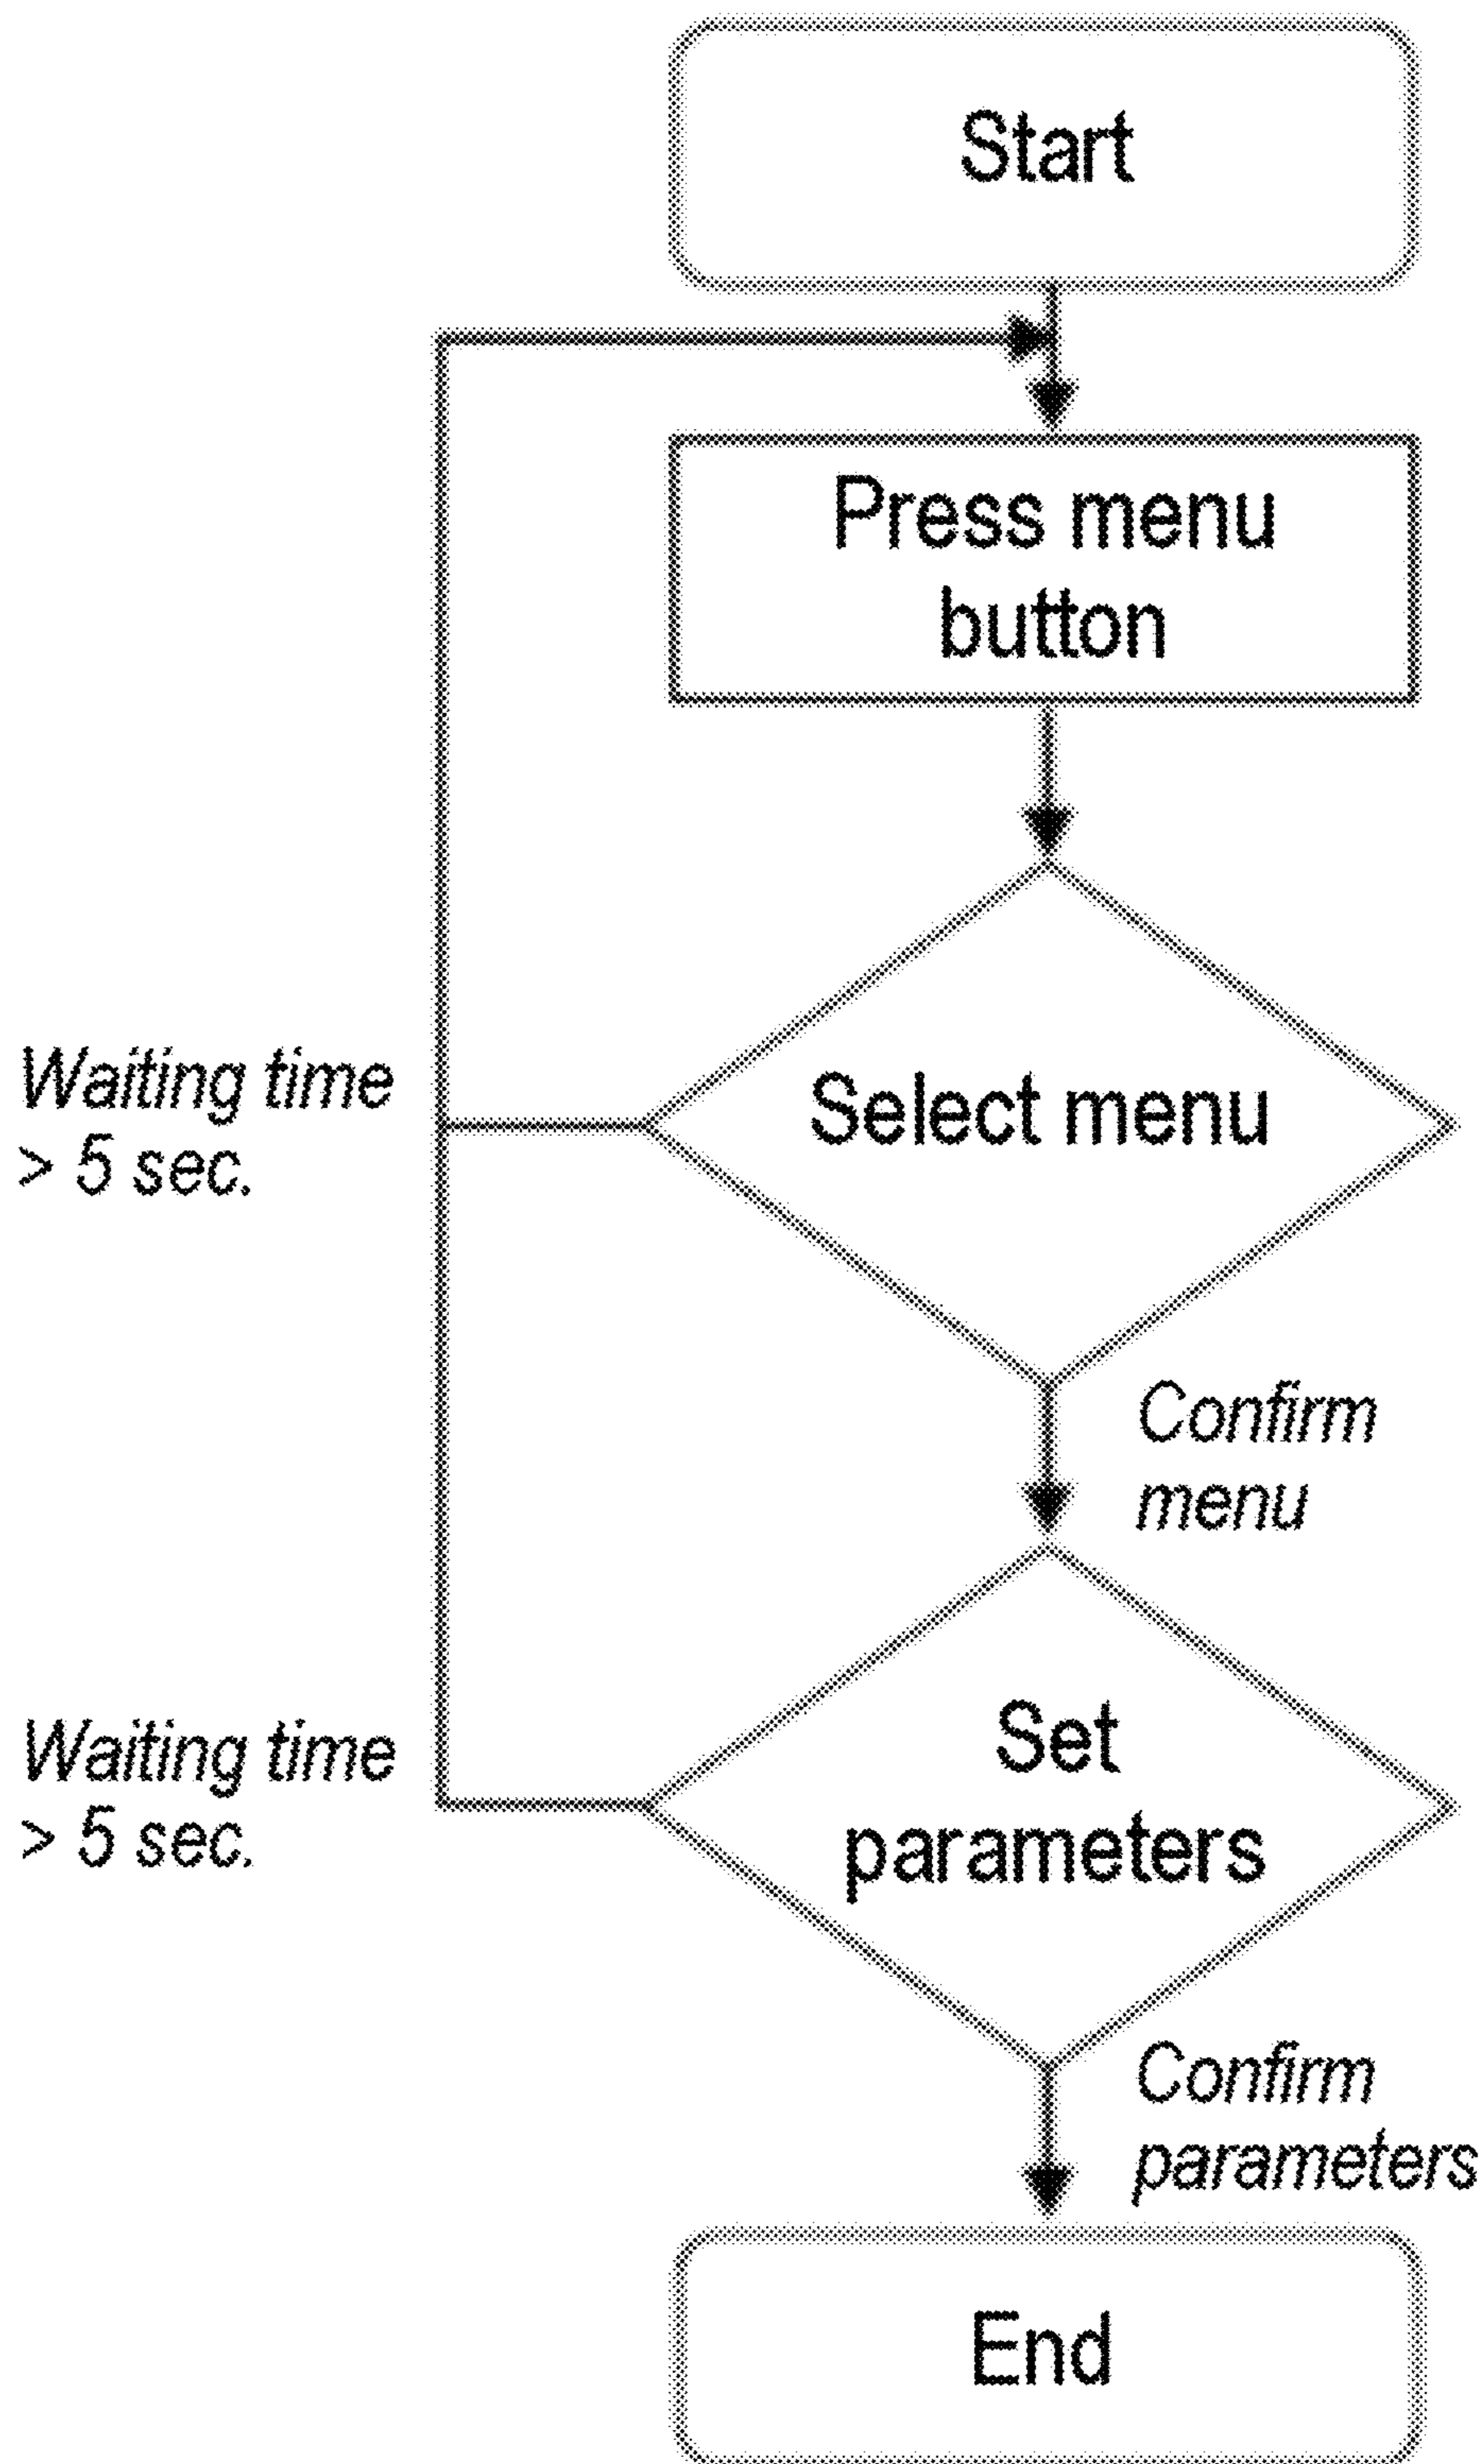 Start
Press menu
button
Waiting time
> 5 sec.
Select menu
Confirm
menu
Waiting time
> 5 sec.
Set
parameters
Confirm
parameters
End